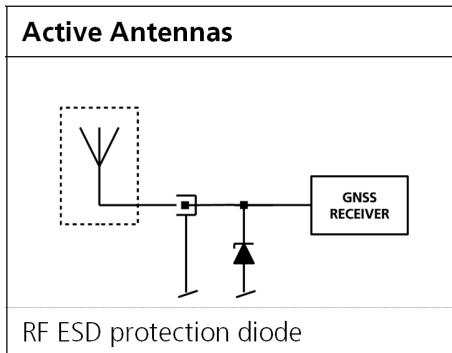 Active Antennas
GNSS
RECEIVER
RF ESD protection diode